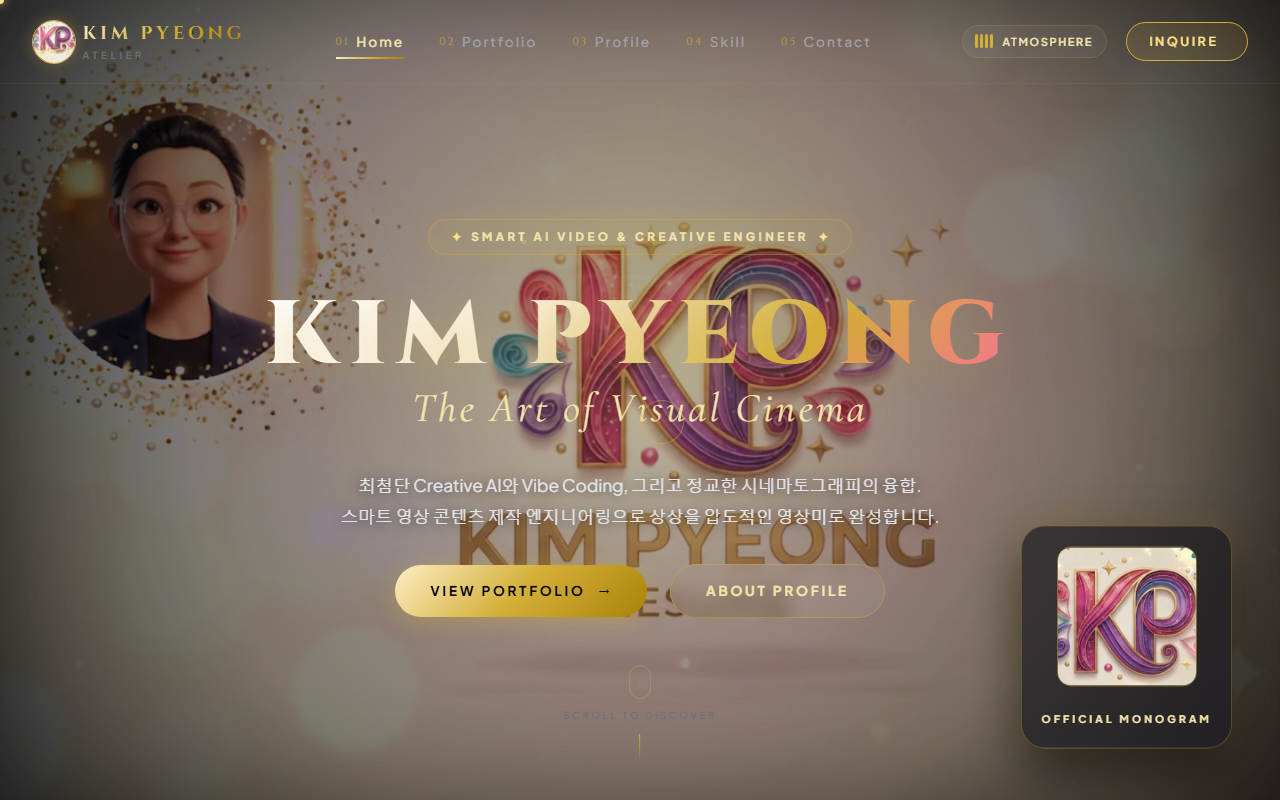 KP
KIM PYEONG
ATELIER
01 Home
02 Portfolio
03 Profile
04 Skill
05 Contact
ATMOSPHERE
INQUIRE
✦ SMART AI VIDEO & CREATIVE ENGINEER ✦
KP
KIM PYEONG
The Art of Visual Cinema
최첨단 Creative AI와 Vibe Coding, 그리고 정교한 시네마토그래피의 융합.
스마트 영상 콘텐츠 제작 엔지니어링으로 상상을 압도적인 영상미로 완성합니다.
KIM PYEONG
VIEW PORTFOLIO →
ABOUT PROFILE
SCROLL TO DISCOVER
KP
OFFICIAL MONOGRAM